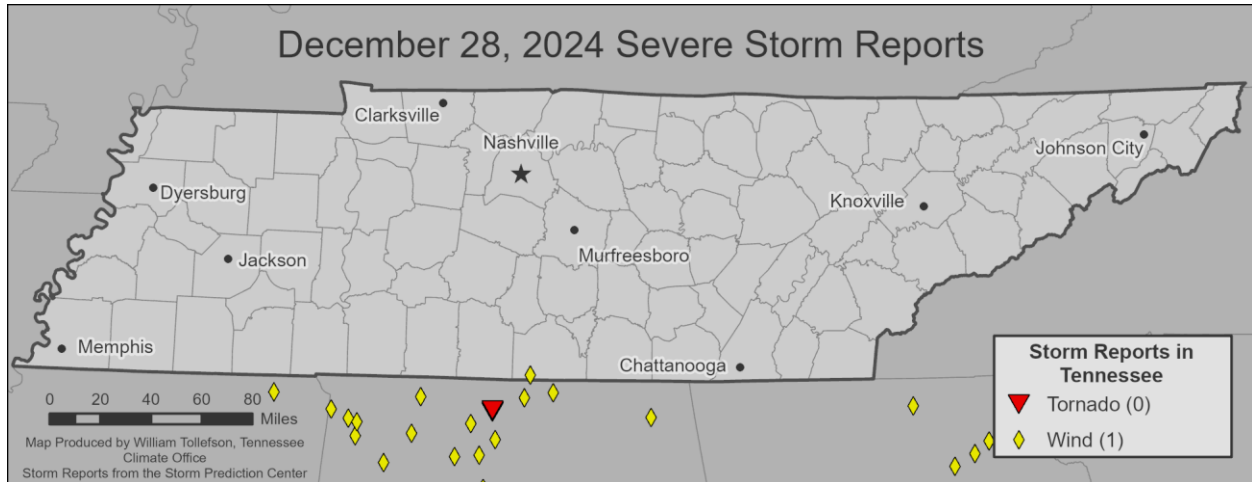 December 28, 2024 Severe Storm Reports
Clarksville
Nashville
Johnson City
Dyersburg
Knoxville
Murfreesboro
Jackson
Memphis
Chattanooga
Storm Reports in
Tennessee
Tornado (0)
Wind (1)
0 20 40 60 80
Miles
Map Produced by William Tollefson, Tennessee
Climate Office
Storm Reports from the Storm Prediction Center